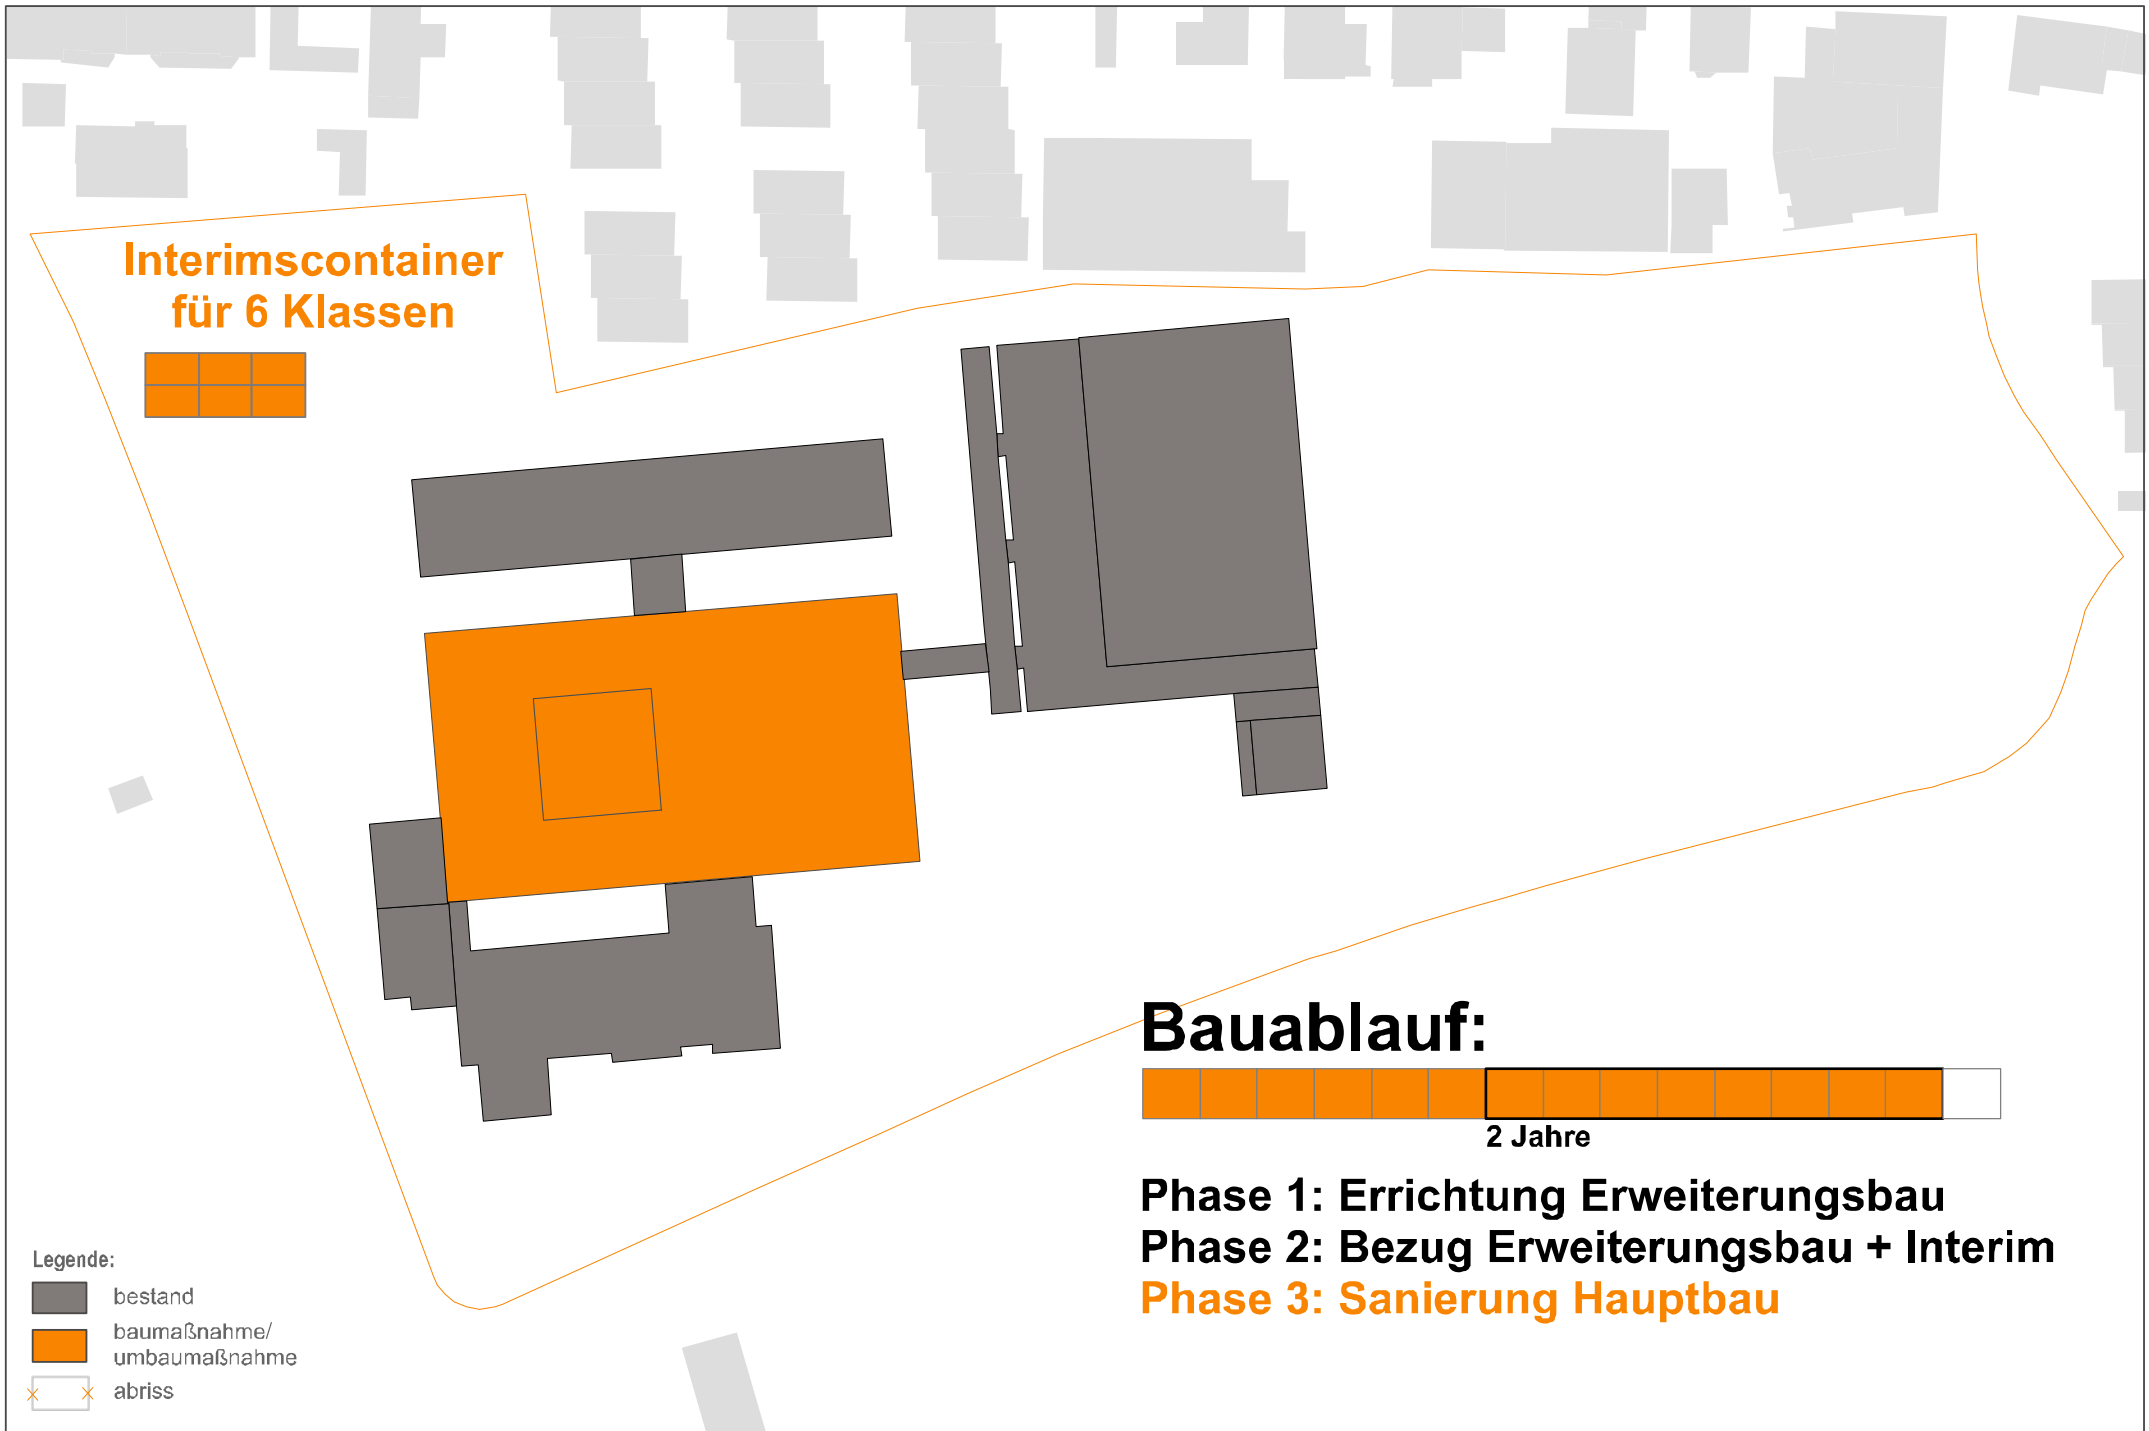 Interimscontainer
für 6 Klassen
Bauablauf:
2 Jahre
Phase 1: Errichtung Erweiterungsbau
Phase 2: Bezug Erweiterungsbau + Interim
Phase 3: Sanierung Hauptbau
Legende:
bestand
baumaßnahme/
umbaumaßnahme
abriss